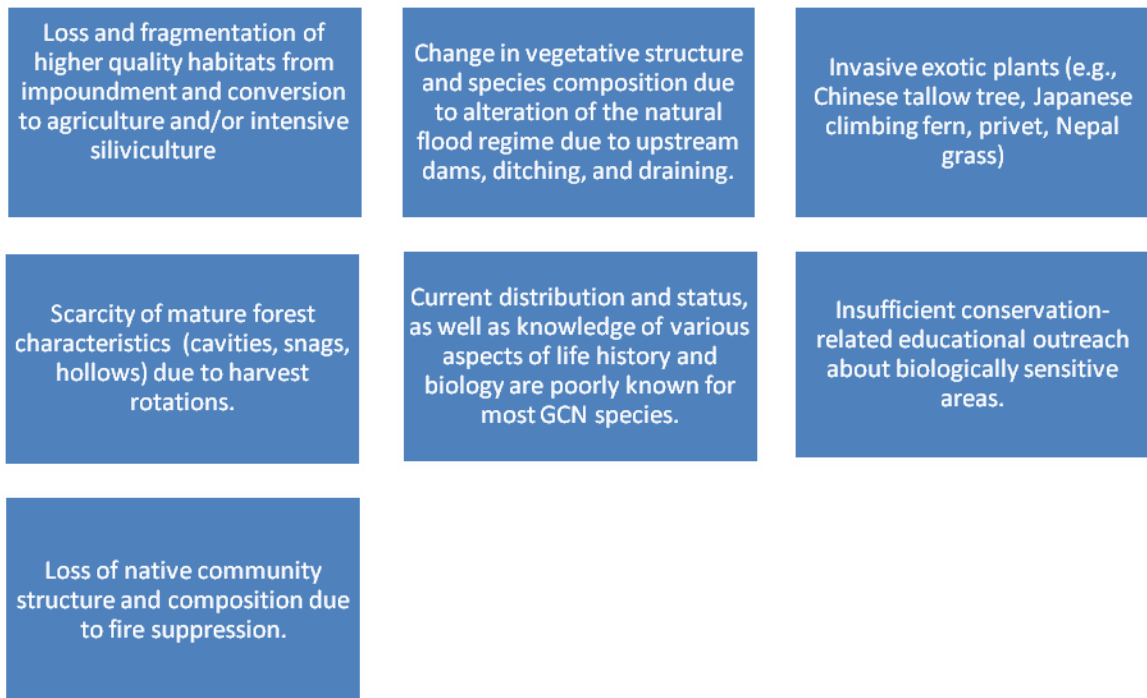 Loss and fragmentation of
higher quality habitats from
impoundment and conversion
to agriculture and/or intensive
siliviculture
Change in vegetative structure
and species composition due
to alteration of the natural
flood regime due to upstream
dams, ditching, and draining.
Invasive exotic plants (e.g.,
Chinese tallow tree, Japanese
climbing fern, privet, Nepal
grass)
Scarcity of mature forest
characteristics (cavities, snags,
hollows) due to harvest
rotations.
Current distribution and status,
as well as knowledge of various
aspects of life history and
biology are poorly known for
most GCN species.
Insufficient conservation-
related educational outreach
about biologically sensitive
areas.
Loss of native community
structure and composition due
to fire suppression.